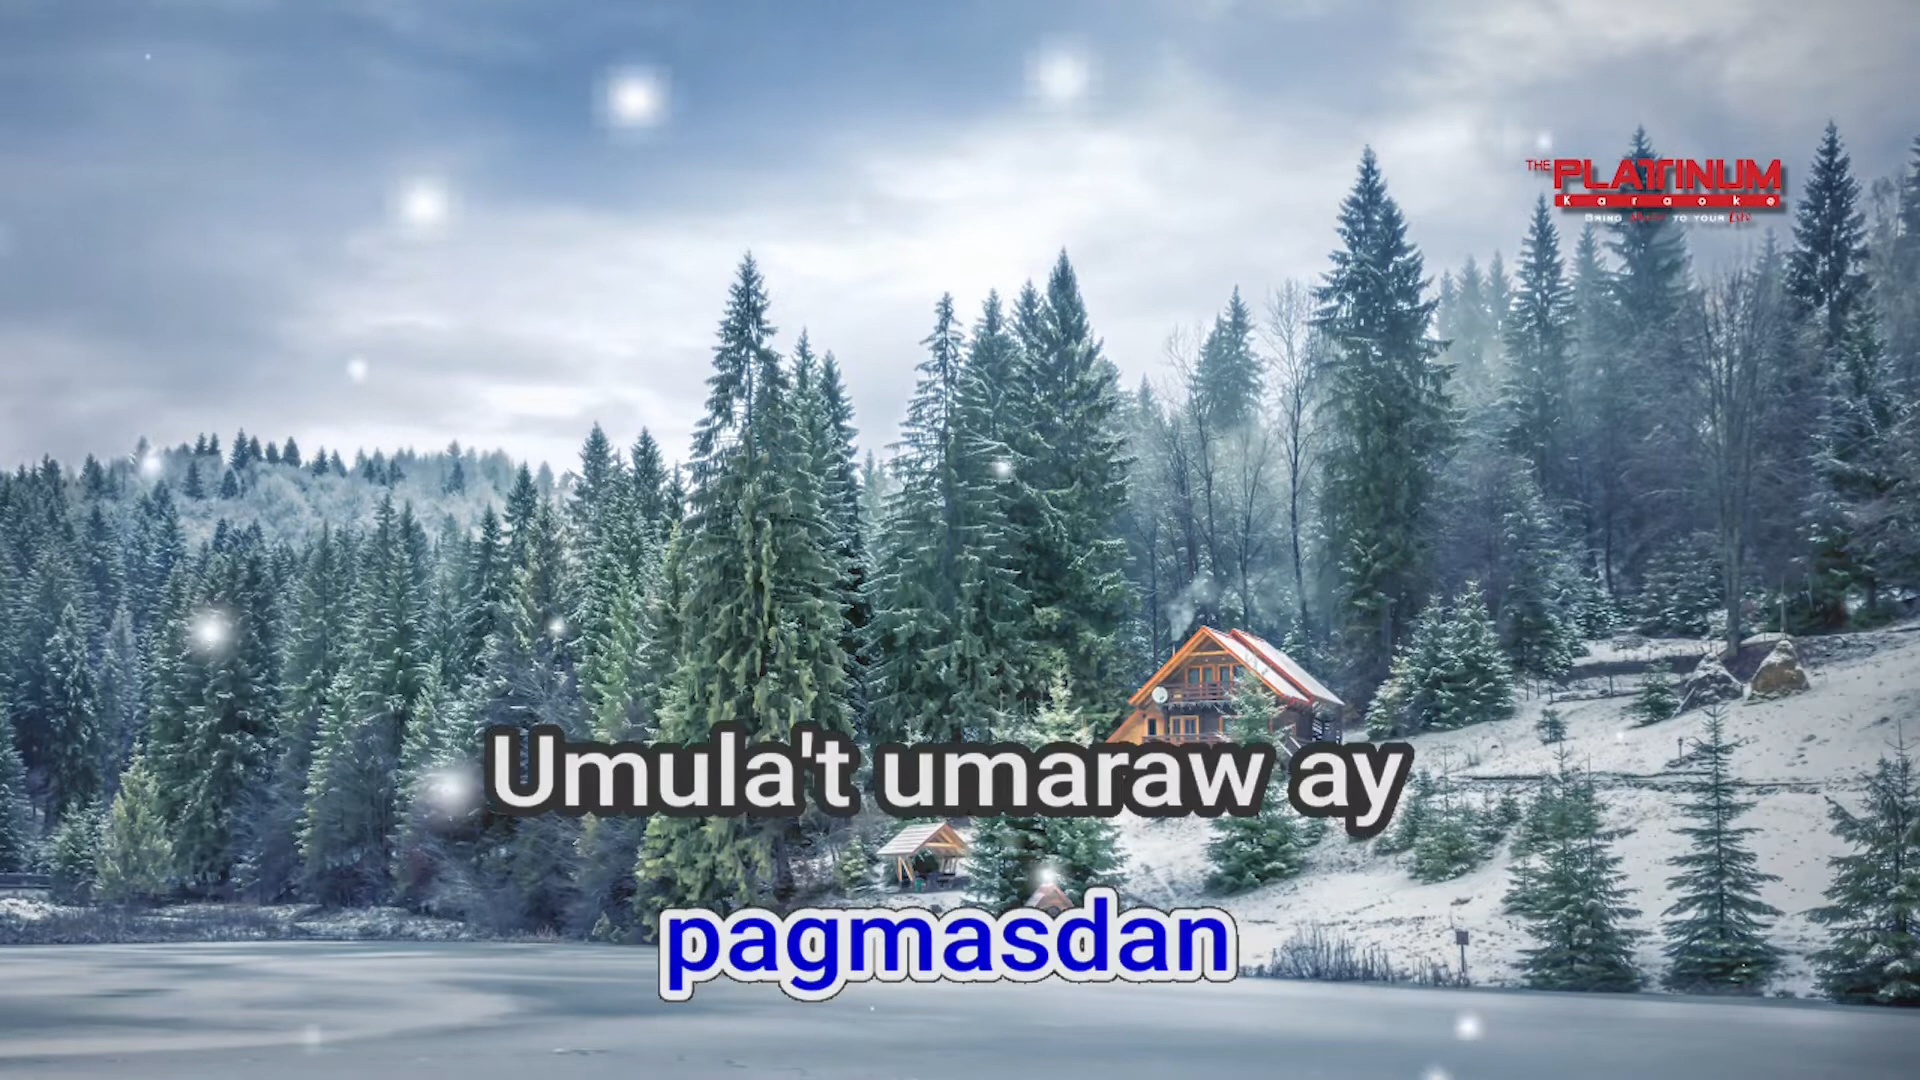 THE PLATINUM
Karaoke
BRING Music TO YOUR Life
Umula't umaraw ay
pagmasdan